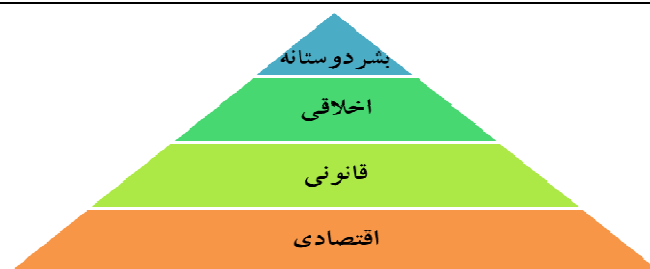 بشردوستانه
اخلاقی
قانونی
اقتصادی